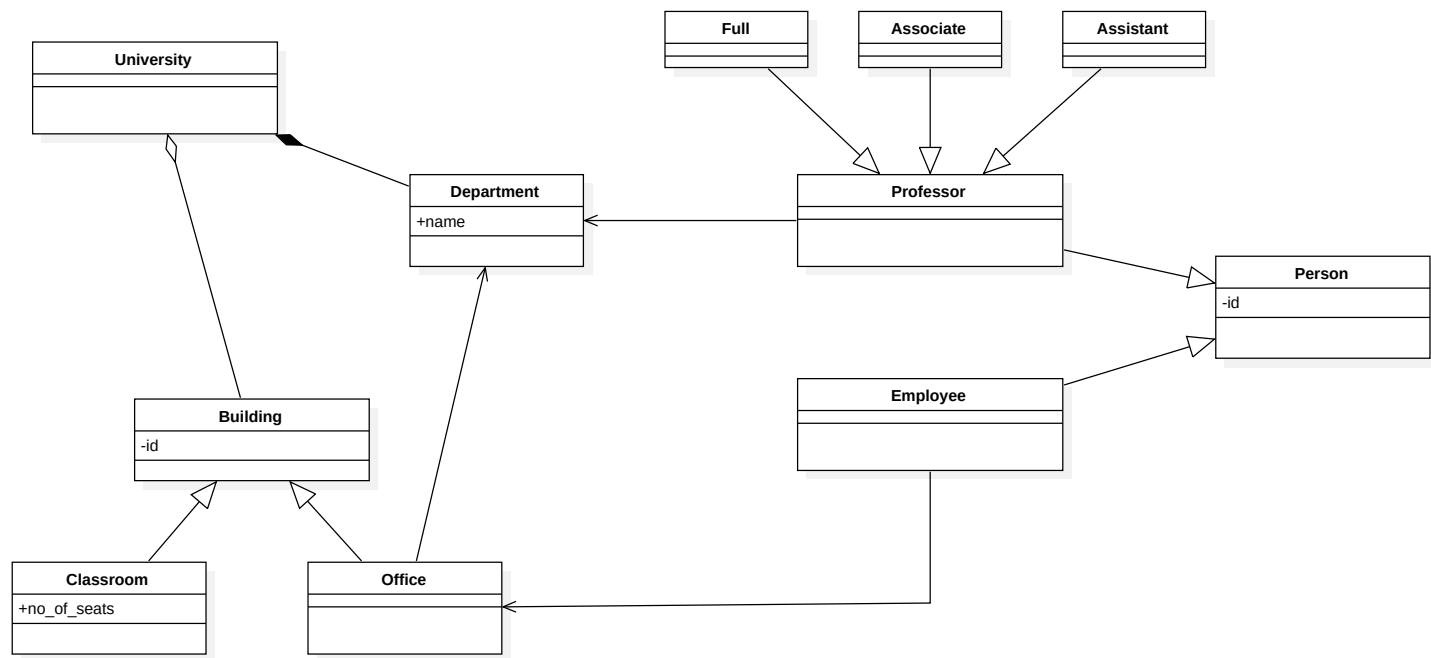 Full
Associate
Assistant
University
Department
+name
Professor
Person
-id
Employee
Building
-id
Classroom
+no_of_seats
Office